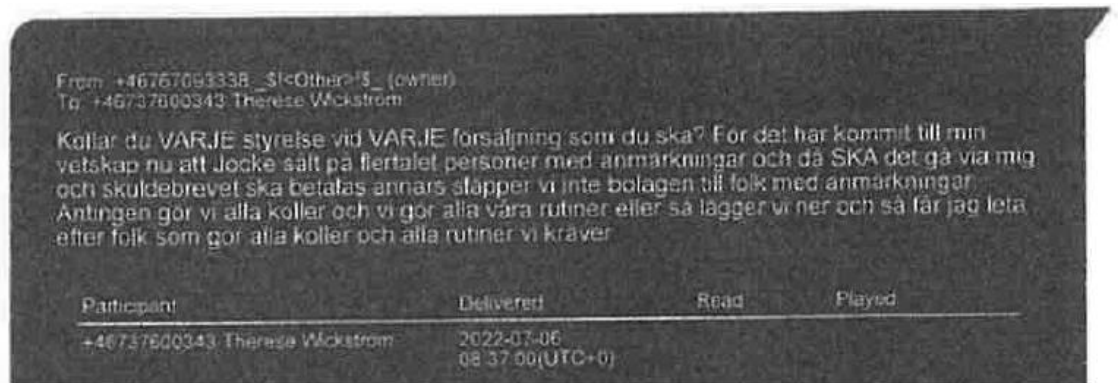 From: +46767093338 _$!<Other>!$_ (owner)
To: +46737600343 Therese Wickström
Kollar du VARJE styrelse vid VARJE försäljning som du ska? För det har kommit till min
vetskap nu att Jocke sålt på flertalet personer med anmärkningar och då SKA det gå via mig
och skuldebrevet ska betalas annars släpper vi inte bolagen till folk med anmärkningar
Antingen gör vi alla koller och vi gör alla våra rutiner eller så lägger vi ner och så får jag leta
efter folk som gör alla koller och alla rutiner vi kräver
Participant Delivered Read Played
+46737600343 Therese Wickström 2022-07-06
08:37:00(UTC+0)